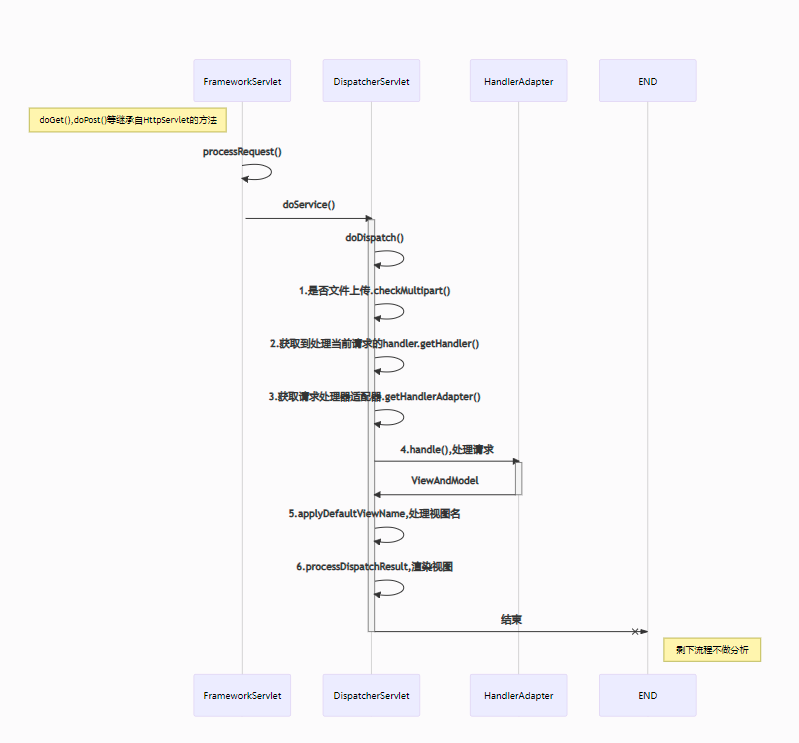 FrameworkServlet
DispatcherServlet
HandlerAdapter
END
doGet(),doPost()等继承自HttpServlet的方法
processRequest()
doService()
doDispatch()
1.是否文件上传.checkMultipart()
2.获取到处理当前请求的handler.getHandler()
3.获取请求处理器适配器.getHandlerAdapter()
4.handle(),处理请求
ViewAndModel
5.applyDefaultViewName,处理视图名
6.processDispatchResult,渲染视图
结束
剩下流程不做分析
FrameworkServlet
DispatcherServlet
HandlerAdapter
END